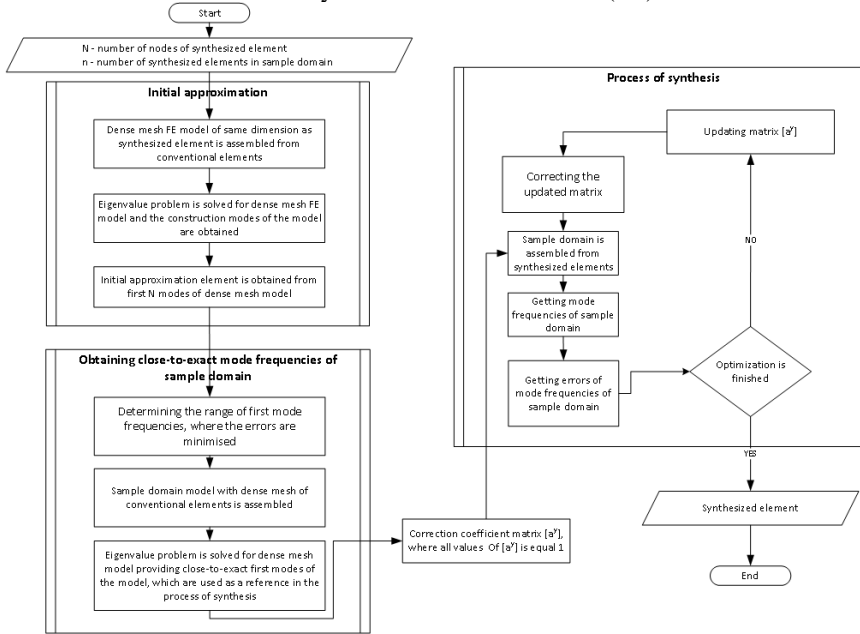 Start
N - number of nodes of synthesized element
n - number of synthesized elements in sample domain
Initial approximation
Dense mesh FE model of same dimension as
synthesized element is assembled from
conventional elements
Eigenvalue problem is solved for dense mesh FE
model and the construction modes of the model
are obtained
Initial approximation element is obtained from
first N modes of dense mesh model
Obtaining close-to-exact mode frequencies of
sample domain
Determining the range of first mode
frequencies, where the errors are
minimised
Sample domain model with dense mesh of
conventional elements is assembled
Eigenvalue problem is solved for dense mesh
model providing close-to-exact first modes of
the model, which are used as a reference in the
process of synthesis
Correction coefficient matrix [aʸ],
where all values Of [aʸ] is equal 1
Process of synthesis
Updating matrix [aʸ]
Correcting the
updated matrix
Sample domain is
assembled from
synthesized elements
Getting mode
frequencies of sample
domain
Getting errors of
mode frequencies of
sample domain
Optimization is
finished
NO
YES
Synthesized element
End